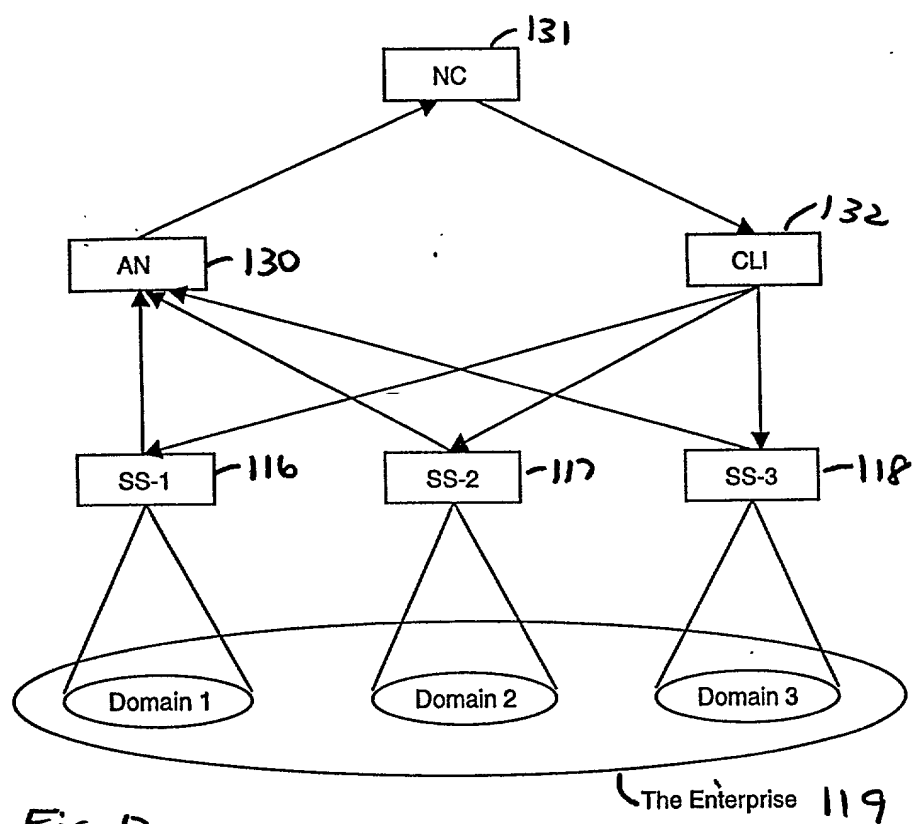 131
NC
132
AN
130
CLI
SS-1
116
SS-2
117
SS-3
118
Domain 1
Domain 2
Domain 3
The Enterprise 119